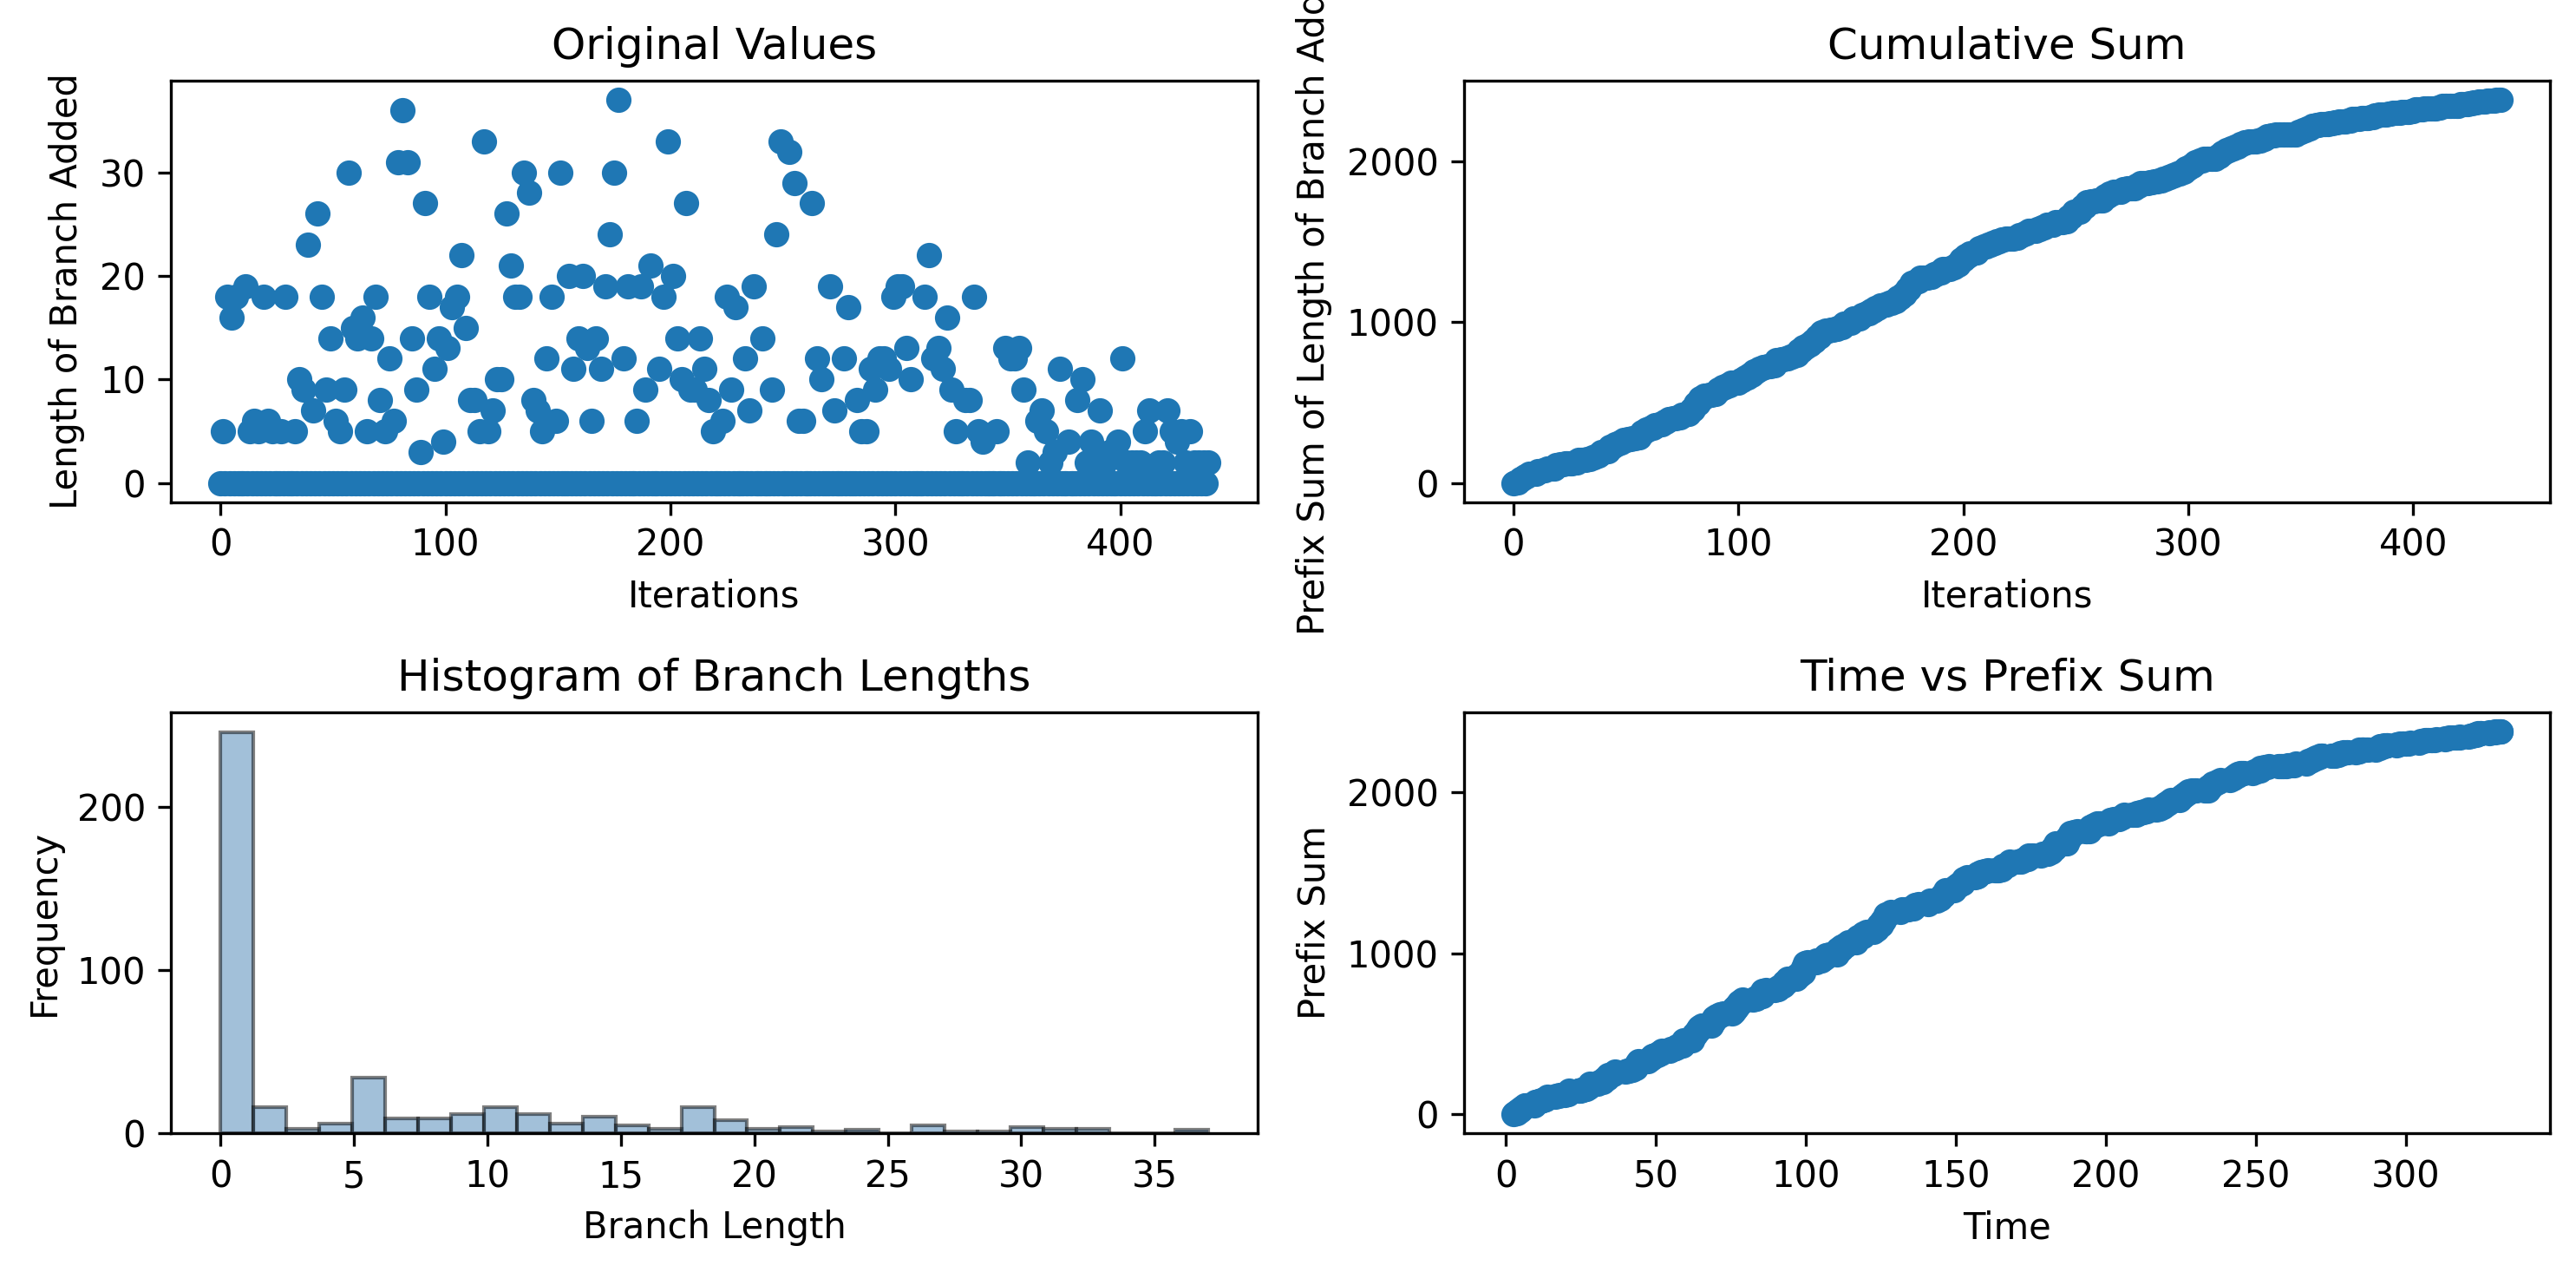 Original Values
Length of Branch Added
0
10
20
30
0 100 200 300 400
Iterations
Cumulative Sum
Prefix Sum of Length of Branch
0
1000
2000
0 100 200 300 400
Iterations
Histogram of Branch Lengths
Frequency
0
100
200
0 5 10 15 20 25 30 35
Branch Length
Time vs Prefix Sum
Prefix Sum
0
1000
2000
0 50 100 150 200 250 300
Time